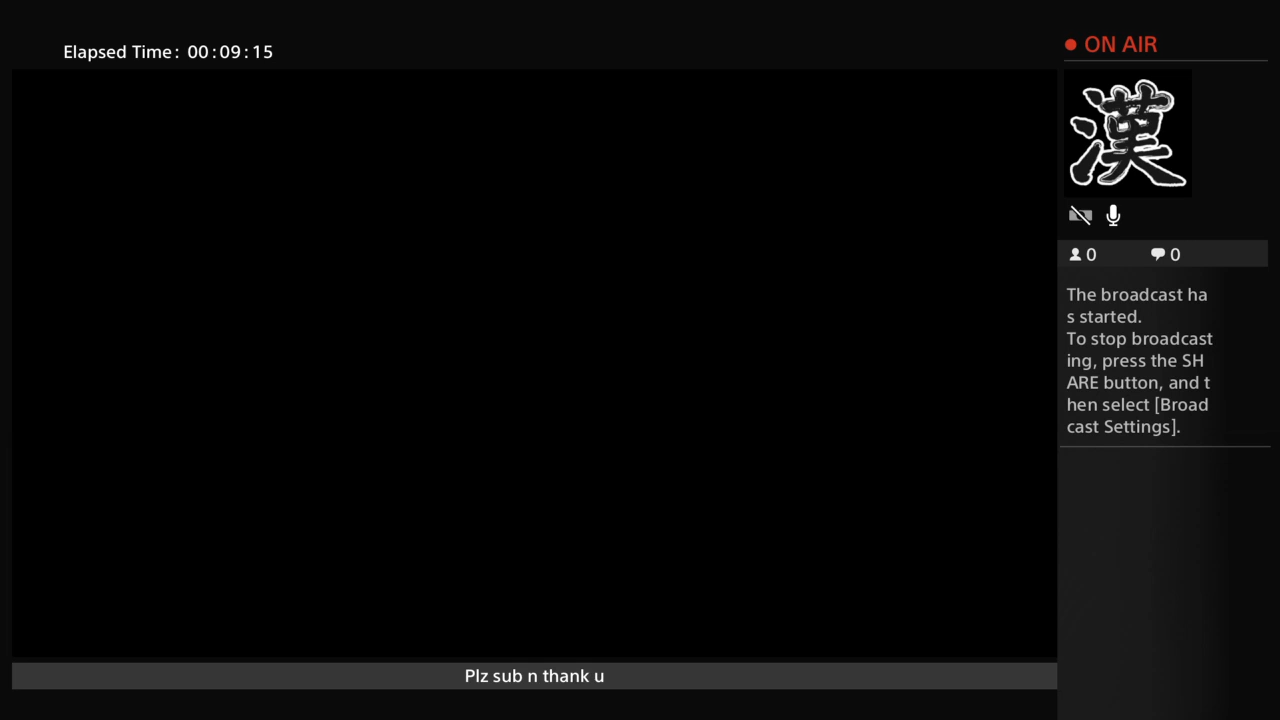 Elapsed Time: 00:09:15
ON AIR
漢
0 0
The broadcast ha
s started.
To stop broadcast
ing, press the SH
ARE button, and t
hen select [Broad
cast Settings].
Plz sub n thank u